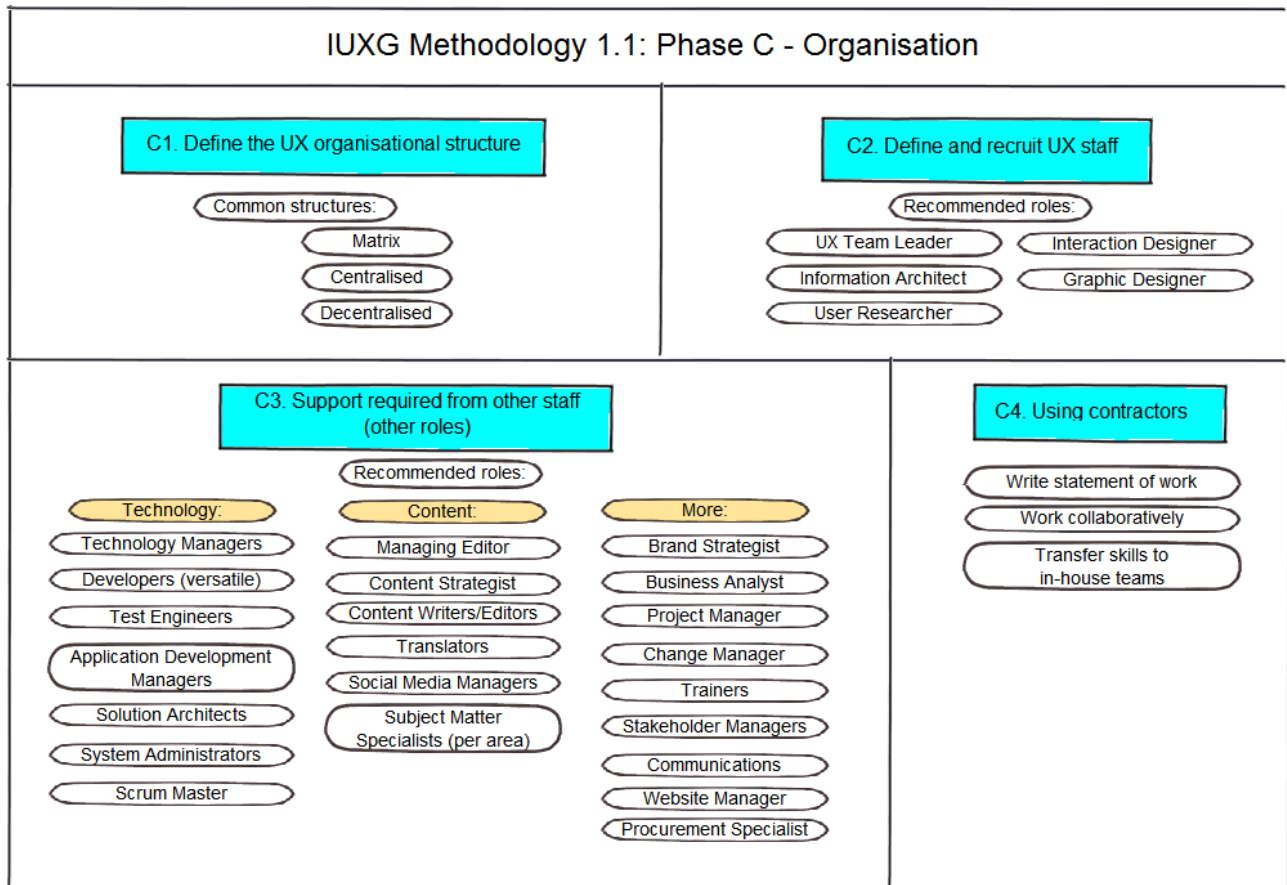 IUXG Methodology 1.1: Phase C - Organisation
C1. Define the UX organisational structure
Common structures:
Matrix
Centralised
Decentralised
C2. Define and recruit UX staff
Recommended roles:
UX Team Leader
Information Architect
User Researcher
Interaction Designer
Graphic Designer
C3. Support required from other staff
(other roles)
Recommended roles:
Technology:
Technology Managers
Developers (versatile)
Test Engineers
Application Development
Managers
Solution Architects
System Administrators
Scrum Master
Content:
Managing Editor
Content Strategist
Content Writers/Editors
Translators
Social Media Managers
Subject Matter
Specialists (per area)
More:
Brand Strategist
Business Analyst
Project Manager
Change Manager
Trainers
Stakeholder Managers
Communications
Website Manager
Procurement Specialist
C4. Using contractors
Write statement of work
Work collaboratively
Transfer skills to
in-house teams